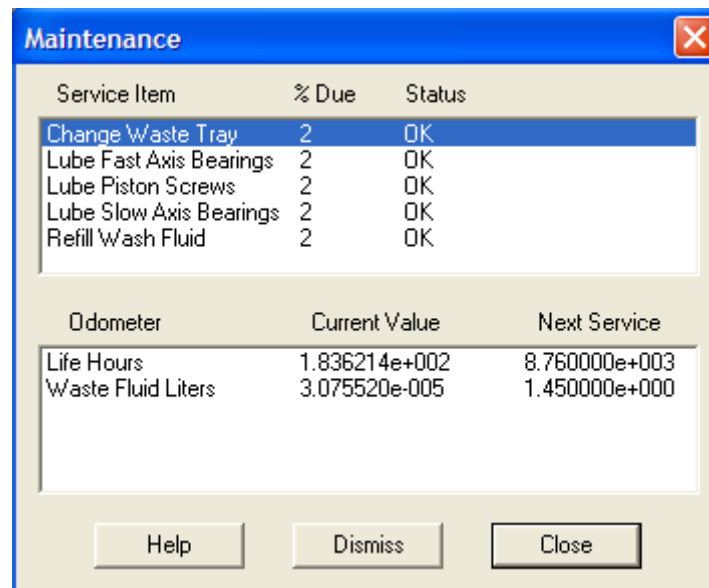 Maintenance
Service Item % Due Status
Change Waste Tray 2 OK
Lube Fast Axis Bearings 2 OK
Lube Piston Screws 2 OK
Lube Slow Axis Bearings 2 OK
Refill Wash Fluid 2 OK
Odometer Current Value Next Service
Life Hours 1.836214e+002 8.760000e+003
Waste Fluid Liters 3.075520e-005 1.450000e+000
Help Dismiss Close